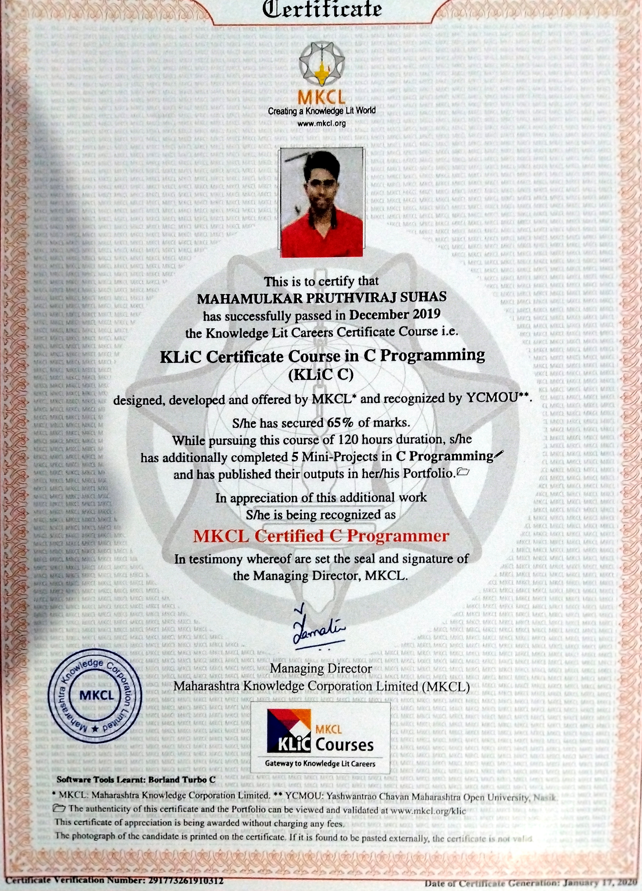 Certificate
MKCL
Creating a Knowledge Lit World
www.mkcl.org
This is to certify that
MAHAMULKAR PRUTHVIRAJ SUHAS
has successfully passed in December 2019
the Knowledge Lit Careers Certificate Course i.e.
KLiC Certificate Course in C Programming
(KLiC C)
designed, developed and offered by MKCL* and recognized by YCMOU**.
S/he has secured 65% of marks.
While pursuing this course of 120 hours duration, s/he
has additionally completed 5 Mini-Projects in C Programming
and has published their outputs in her/his Portfolio.
In appreciation of this additional work
S/he is being recognized as
MKCL Certified C Programmer
In testimony whereof are set the seal and signature of
the Managing Director, MKCL.
Managing Director
Maharashtra Knowledge Corporation Limited (MKCL)
Maharashtra Knowledge Corporation Limited
MKCL
MKCL
KLiC Courses
Gateway to Knowledge Lit Careers
Software Tools Learnt: Borland Turbo C
* MKCL: Maharashtra Knowledge Corporation Limited. ** YCMOU: Yashwantrao Chavan Maharashtra Open University, Nasik.
The authenticity of this certificate and the Portfolio can be viewed and validated at www.mkcl.org/klic
This certificate of appreciation is being awarded without charging any fees.
The photograph of the candidate is printed on the certificate. If it is found to be pasted externally, the certificate is not valid
Certificate Verification Number: 291773261910312
Date of Certificate Generation: January 17, 2020